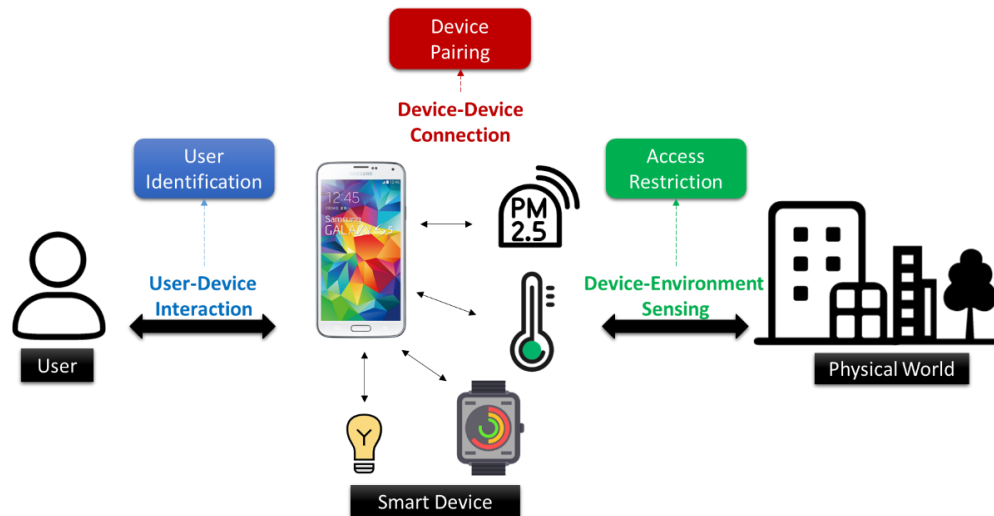 Device
Pairing
Device-Device
Connection
User
Identification
Access
Restriction
SAMSUNG
12:45
Samsung
GALAXY S5
PM
2.5
User-Device
Interaction
Device-Environment
Sensing
User
Physical World
Smart Device